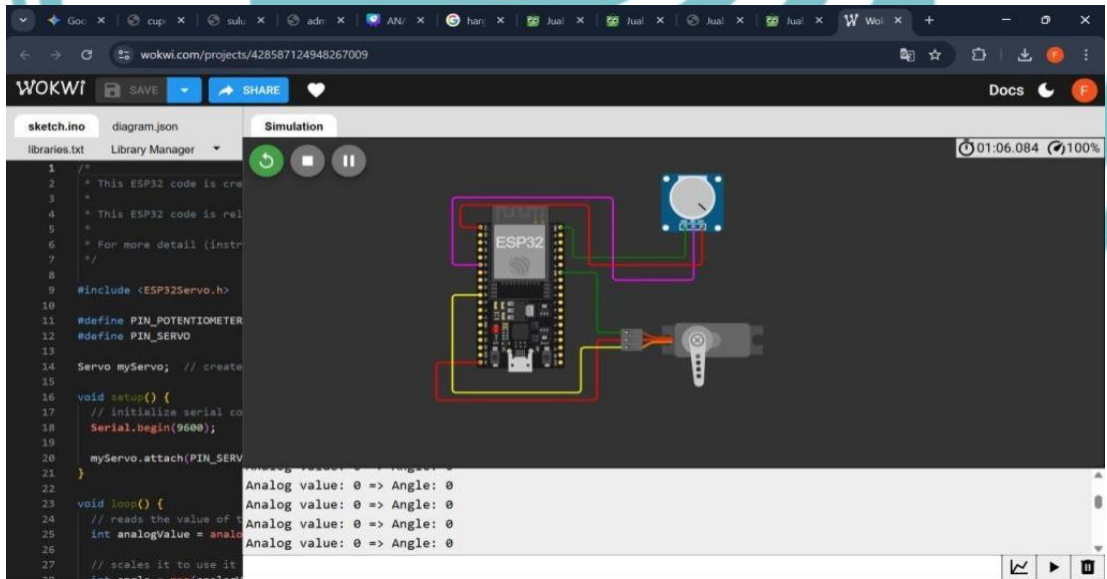 Goo
cup
sulu
adm
AN/
harg
Jual
Jual
Jual
Jual
Wol
wokwi.com/projects/428587124948267009
WOKWi SAVE SHARE Docs F
sketch.ino diagram.json Simulation
libraries.txt Library Manager
01:06.084 100%
1 /*
2 * This ESP32 code is cre
3 *
4 * This ESP32 code is rel
5 *
6 * For more detail (instr
7 */
8
9 #include <ESP32Servo.h>
10
11 #define PIN_POTENTIOMETER
12 #define PIN_SERVO
13
14 Servo myServo; // create
15
16 void setup() {
17 // initialize serial co
18 Serial.begin(9600);
19
20 myServo.attach(PIN_SERV
21 }
22
23 void loop() {
24 // reads the value of t
25 int analogValue = analo
26
27 // scales it to use it
ESP32
Analog value: 0 => Angle: 0
Analog value: 0 => Angle: 0
Analog value: 0 => Angle: 0
Analog value: 0 => Angle: 0